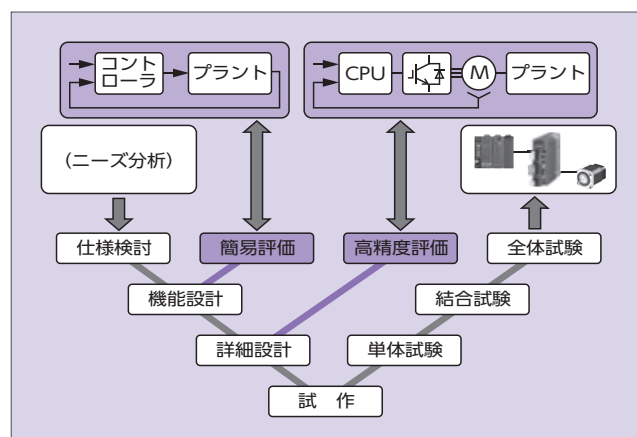 コント
ローラ
プラント
CPU
M
プラント
(ニーズ分析)
仕様検討
簡易評価
高精度評価
全体試験
機能設計
結合試験
詳細設計
単体試験
試　作